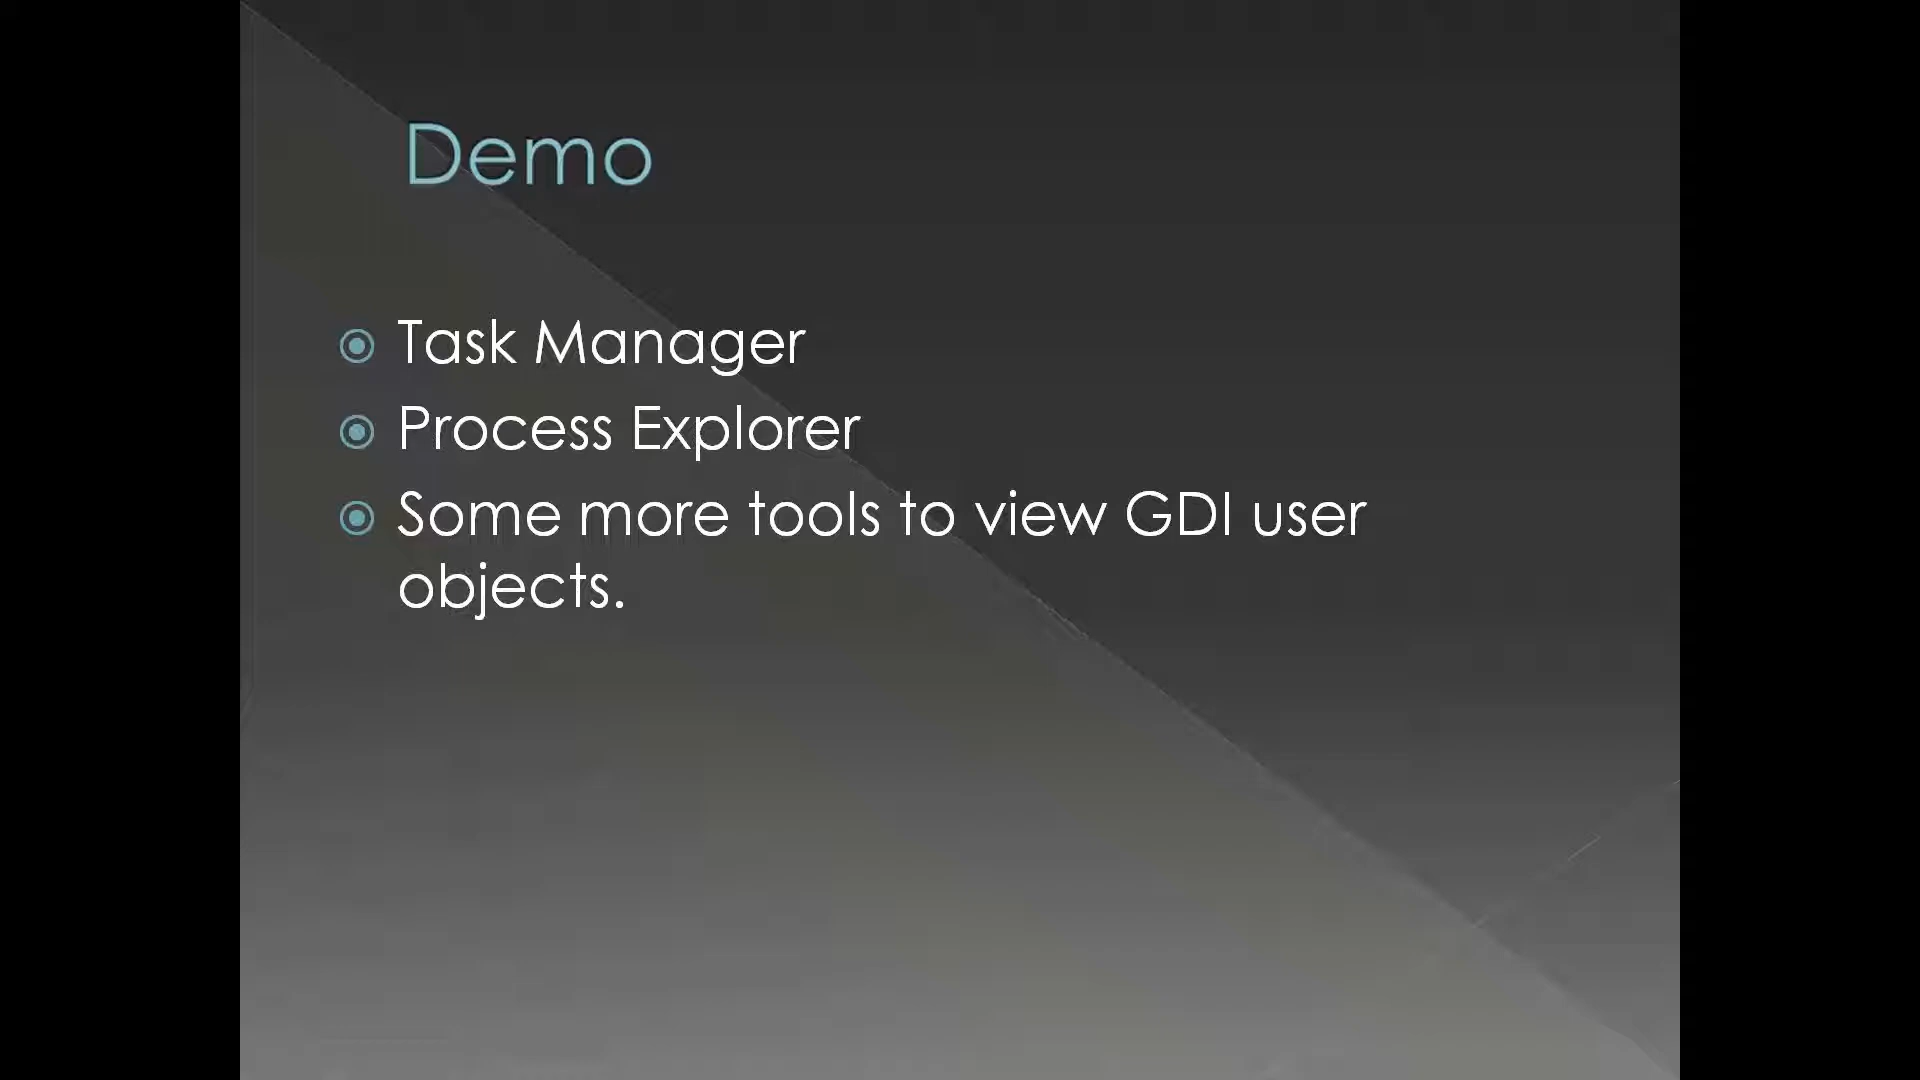 Demo
Task Manager
Process Explorer
Some more tools to view GDI user
objects.